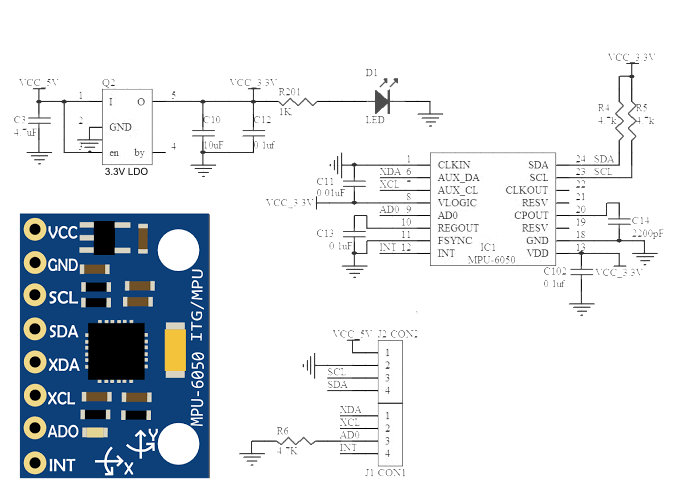 VCC_5V
Q2
VCC_3.3V
1
I
O
5
2
GND
3
en
by
4
3.3V LDO
C3
4.7uF
C10
10uF
C12
0.1uf
R201
1K
D1
LED
VCC_3.3V
R4
4.7k
R5
4.7k
1 CLKIN
XDA 6 AUX_DA
XCL 7 AUX_CL
VCC_3.3V 8 VLOGIC
AD0 9 AD0
10 REGOUT
11 FSYNC
INT 12 INT
SDA 24 SDA
SCL 23 SCL
CLKOUT 22
RESV 21
CPOUT 20
RESV 19
GND 18
VDD 13
IC1
MPU-6050
C11
0.01uF
C13
0.1uf
C14
2200pF
C102
0.1uf
VCC_3.3V
VCC
GND
SCL
SDA
XDA
XCL
ADO
INT
MPU-6050 ITG/MPU
Y
X
VCC_5V
J2 CON2
1
2
SCL 3
SDA 4
XDA 1
XCL 2
AD0 3
INT 4
R6
4.7K
J1 CON1